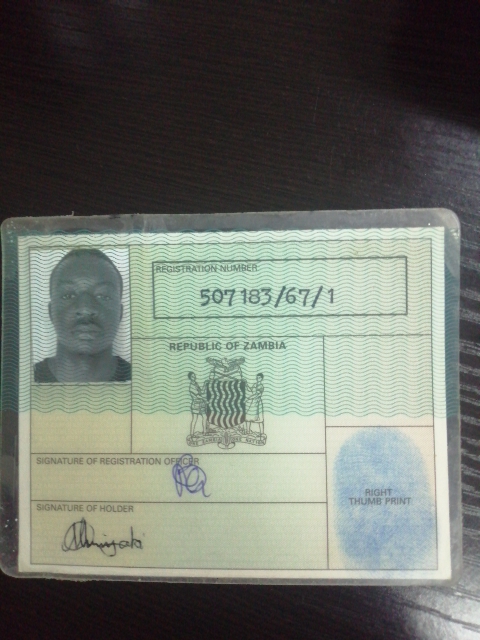 REGISTRATION NUMBER
507183/67/1
REPUBLIC OF ZAMBIA
ONE ZAMBIA ONE NATION
SIGNATURE OF REGISTRATION OFFICER
RIGHT
THUMB PRINT
SIGNATURE OF HOLDER